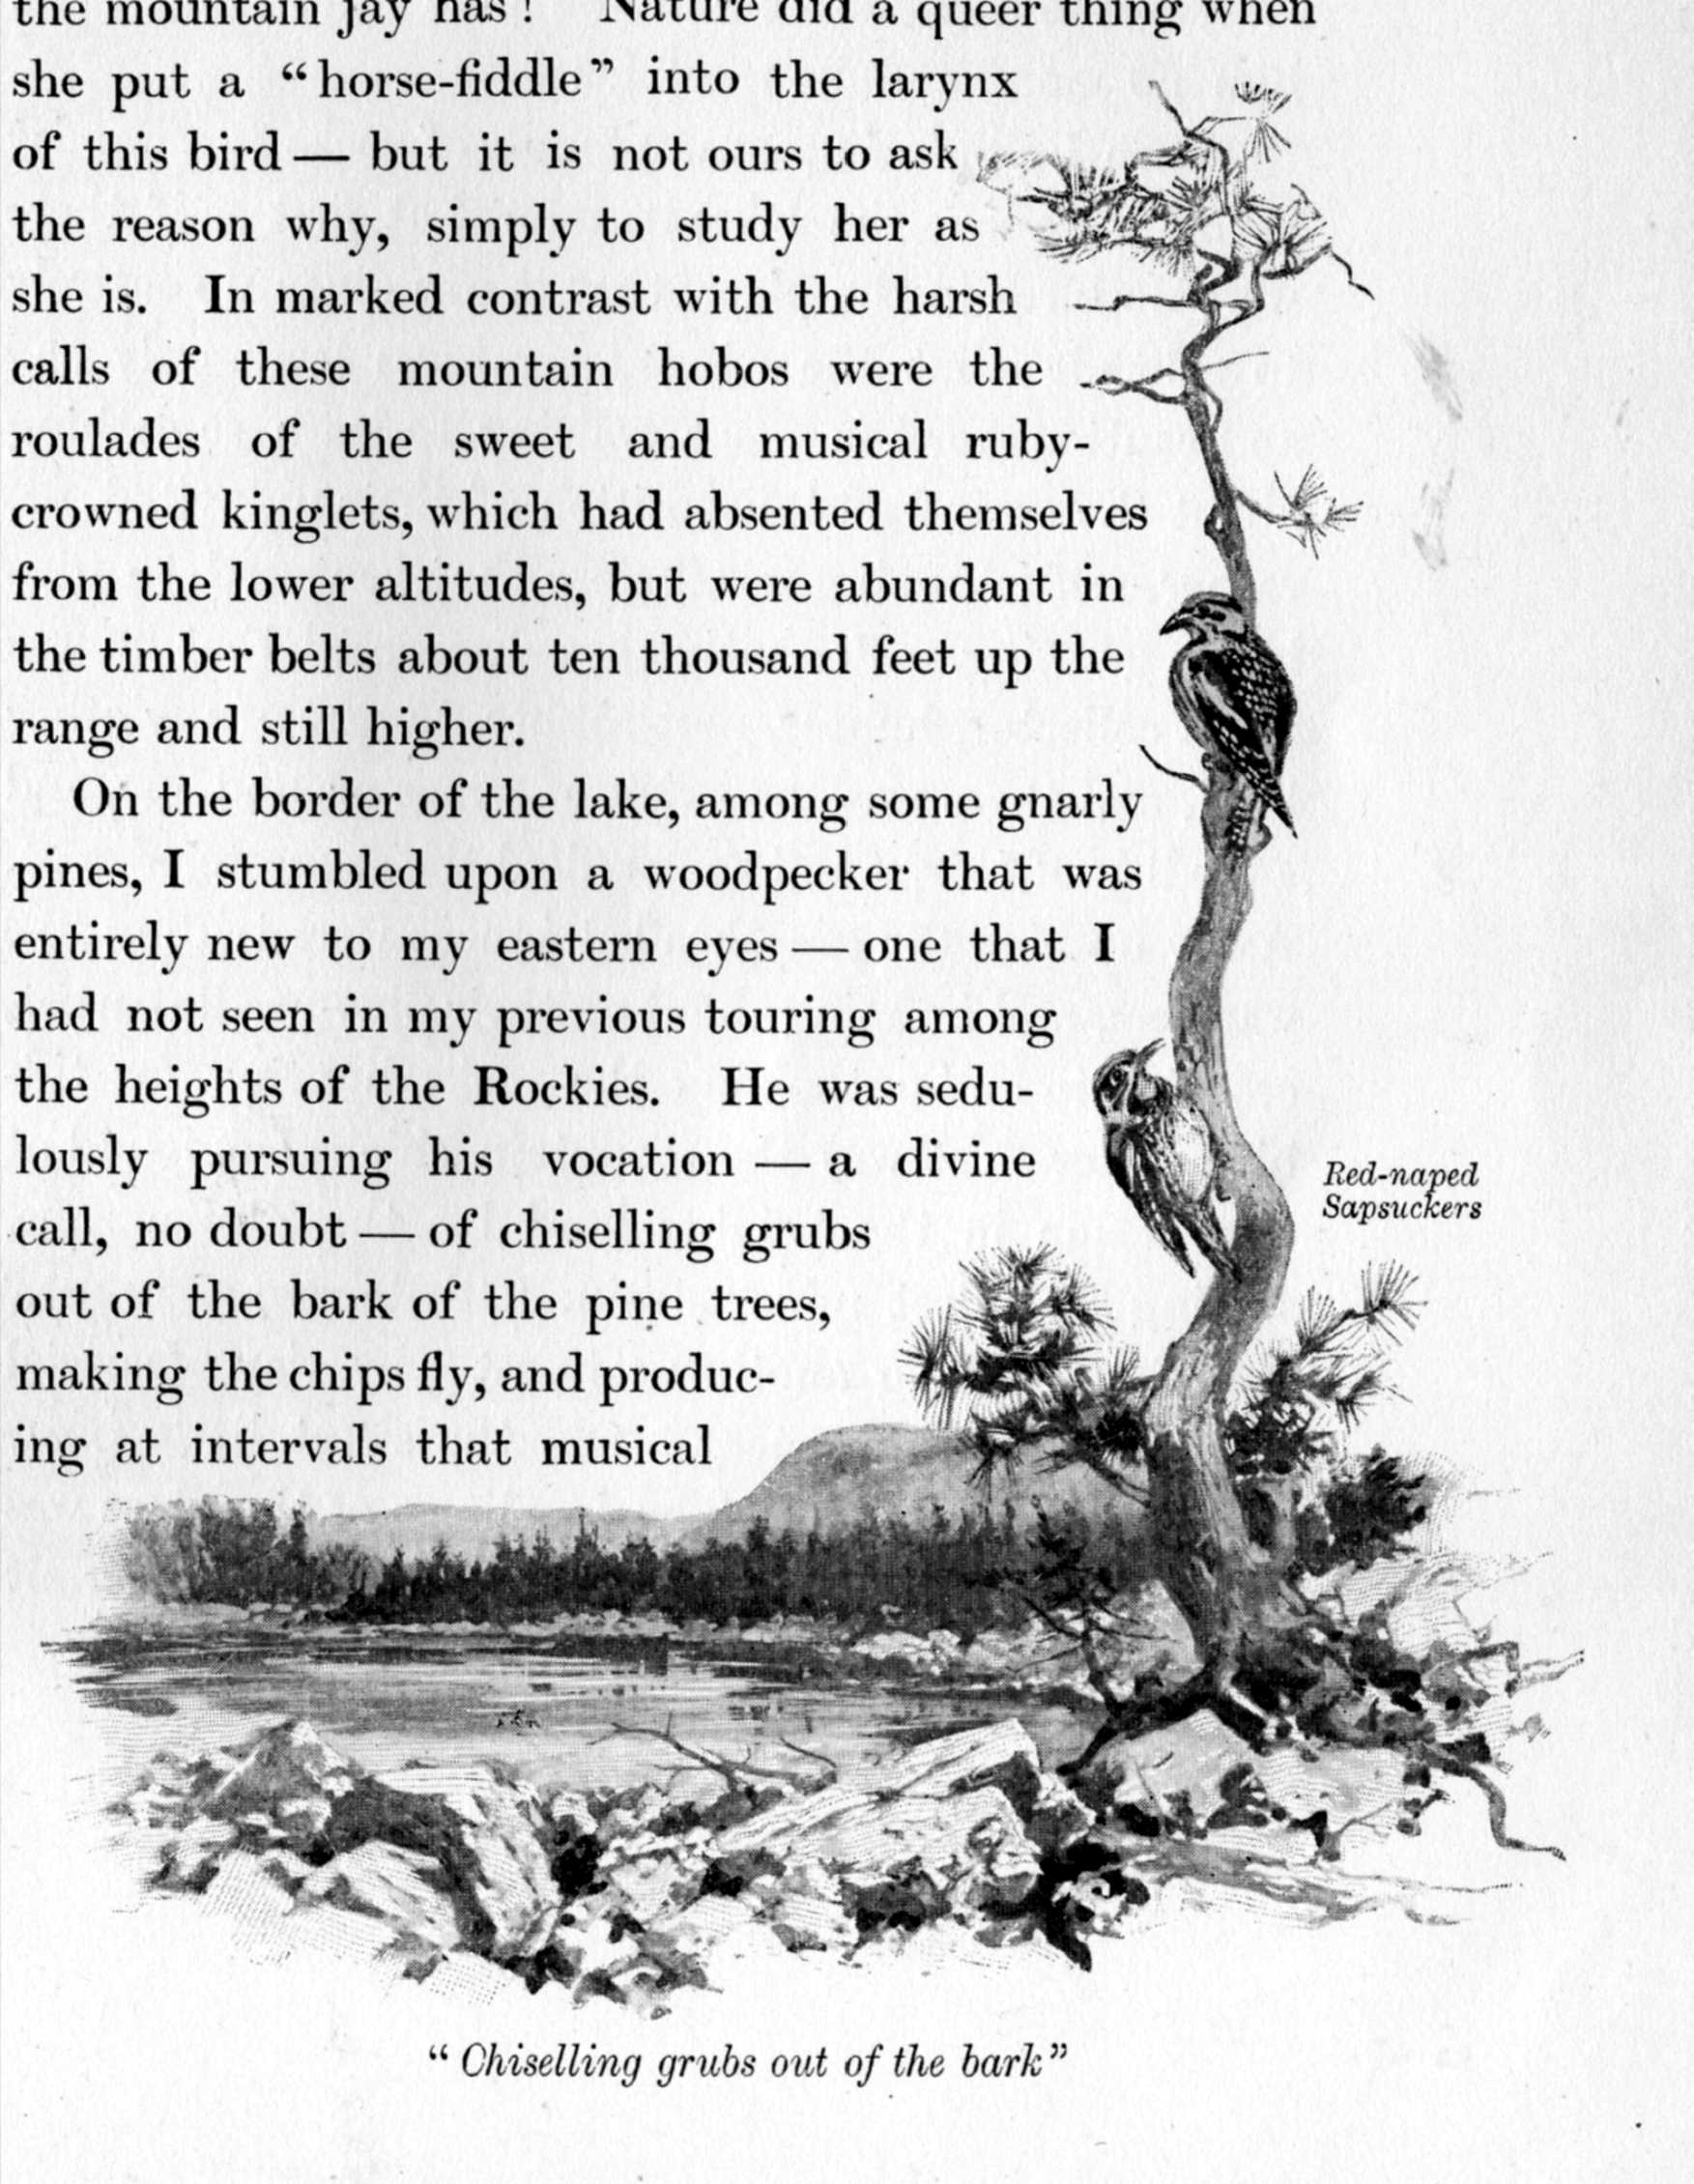 the mountain jay has! Nature did a queer thing when
she put a “horse-fiddle” into the larynx
of this bird — but it is not ours to ask
the reason why, simply to study her as
she is. In marked contrast with the harsh
calls of these mountain hobos were the
roulades of the sweet and musical ruby-
crowned kinglets, which had absented themselves
from the lower altitudes, but were abundant in
the timber belts about ten thousand feet up the
range and still higher.
On the border of the lake, among some gnarly
pines, I stumbled upon a woodpecker that was
entirely new to my eastern eyes — one that I
had not seen in my previous touring among
the heights of the Rockies. He was sedu-
lously pursuing his vocation — a divine
call, no doubt — of chiselling grubs
out of the bark of the pine trees,
making the chips fly, and produc-
ing at intervals that musical
Red-naped
Sapsuckers
“Chiselling grubs out of the bark”